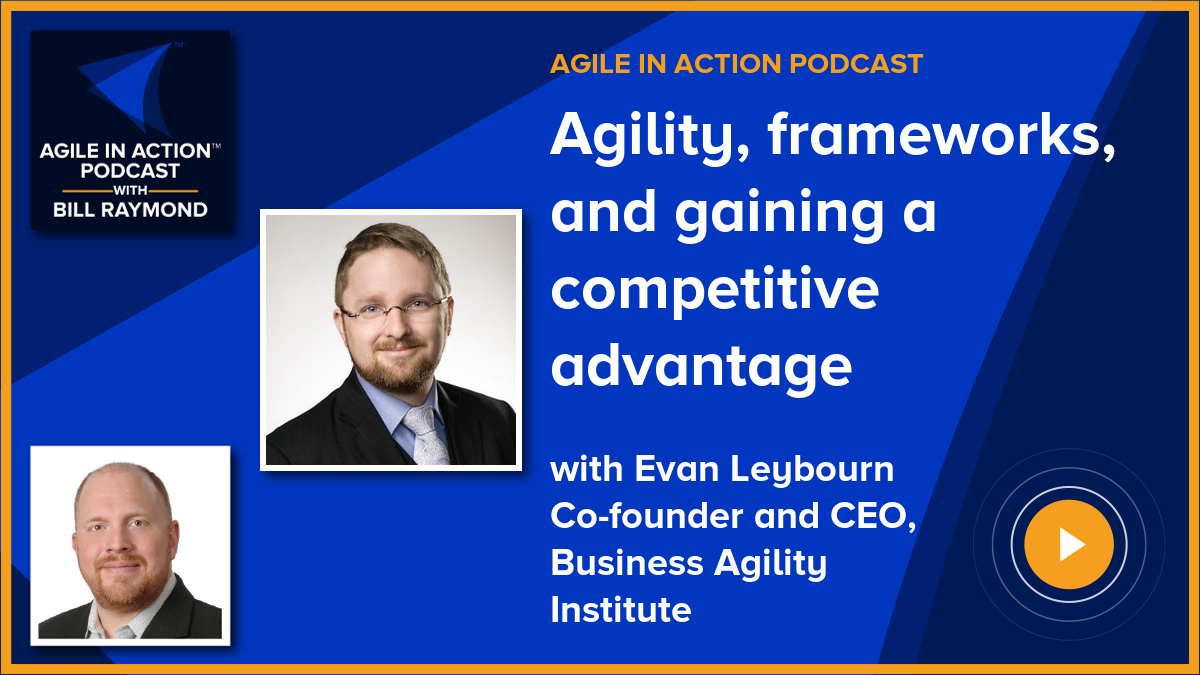 AGILE IN ACTION™
PODCAST
WITH
BILL RAYMOND
AGILE IN ACTION PODCAST
Agility, frameworks,
and gaining a
competitive
advantage
with Evan Leybourn
Co-founder and CEO,
Business Agility
Institute
TM